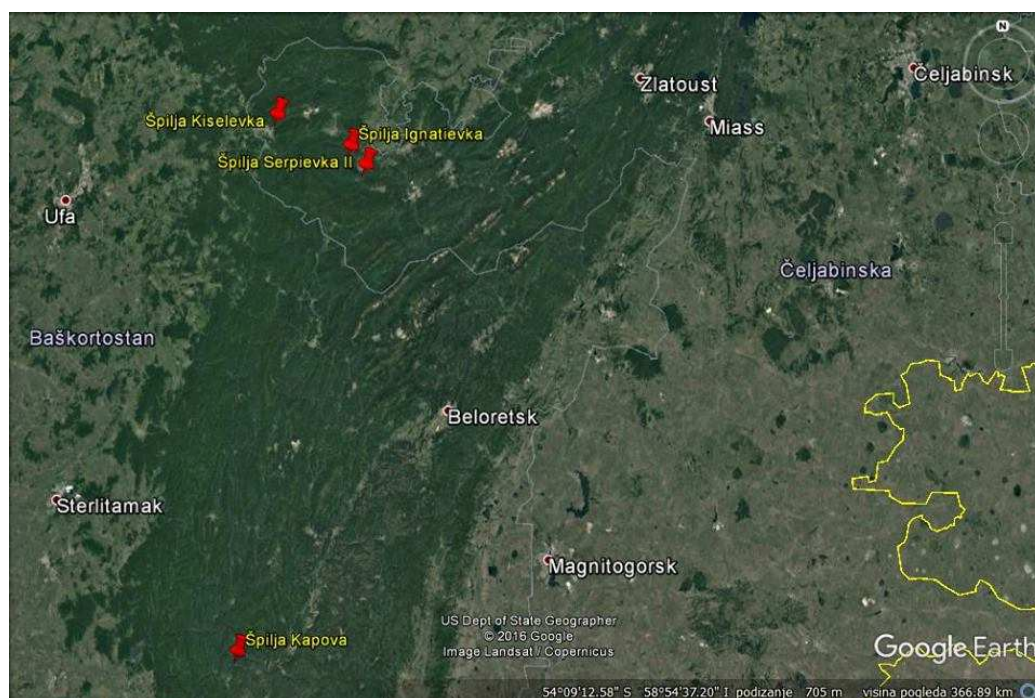 N
Čeljabinsk
Zlatoust
Miass
Špilja Kiselevka
Špilja Ignatievka
Špilja Serpievka II
Ufa
Čeljabinska
Baškortostan
Beloretsk
Sterlitamak
Magnitogorsk
Špilja Kapova
US Dept of State Geographer
© 2016 Google
Image Landsat / Copernicus
Google Earth
54°09'12.58" S 58°54'37.20" I podizanje 705 m visina pogleda 366.89 km